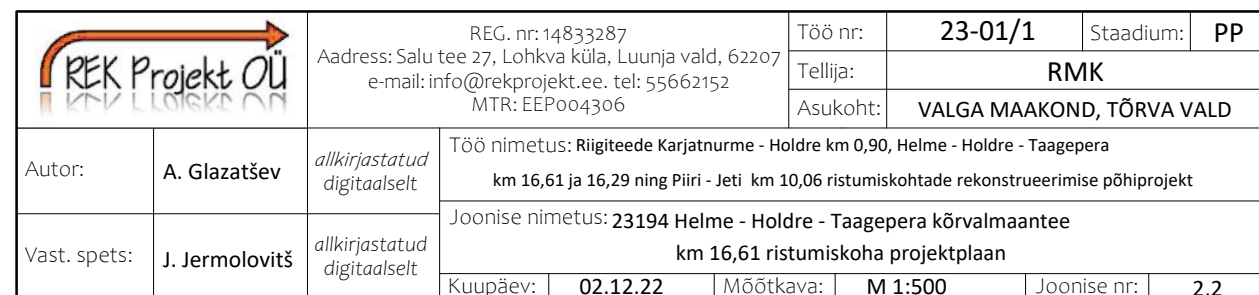 REK Projekt OÜ
REG. nr: 14833287
Aadress: Salu tee 27, Lohkva küla, Luunja vald, 62207
e-mail: info@rekprojekt.ee. tel: 55662152
MTR: EEP004306
Töö nr: 23-01/1 Staadium: PP
Tellija: RMK
Asukoht: VALGA MAAKOND, TÕRVA VALD
Autor: A. Glazatšev allkirjastatud
digitaalselt
Töö nimetus: Riigiteede Karjatnurme - Holdre km 0,90, Helme - Holdre - Taagepera
km 16,61 ja 16,29 ning Piiri - Jeti km 10,06 ristumiskohtade rekonstrueerimise põhiprojekt
Vast. spets: J. Jermolovitš allkirjastatud
digitaalselt
Joonise nimetus: 23194 Helme - Holdre - Taagepera kõrvalmaantee
km 16,61 ristumiskoha projektplaan
Kuupäev: 02.12.22 Mõõtkava: M 1:500 Joonise nr: 2.2